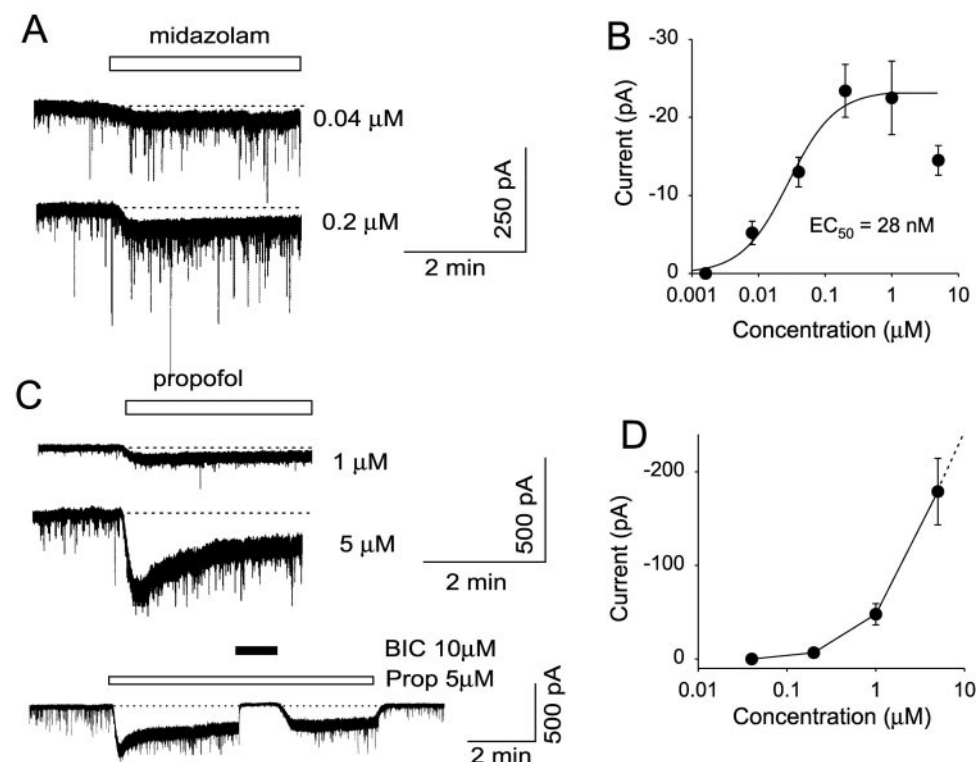 A
midazolam
0.04 µM
0.2 µM
250 pA
2 min
B
-30
-20
-10
0
Current (pA)
EC50 = 28 nM
0.001
0.01
0.1
1
10
Concentration (µM)
C
propofol
1 µM
5 µM
500 pA
2 min
BIC 10µM
Prop 5µM
500 pA
2 min
D
-200
-100
0
Current (pA)
0.01
0.1
1
10
Concentration (µM)